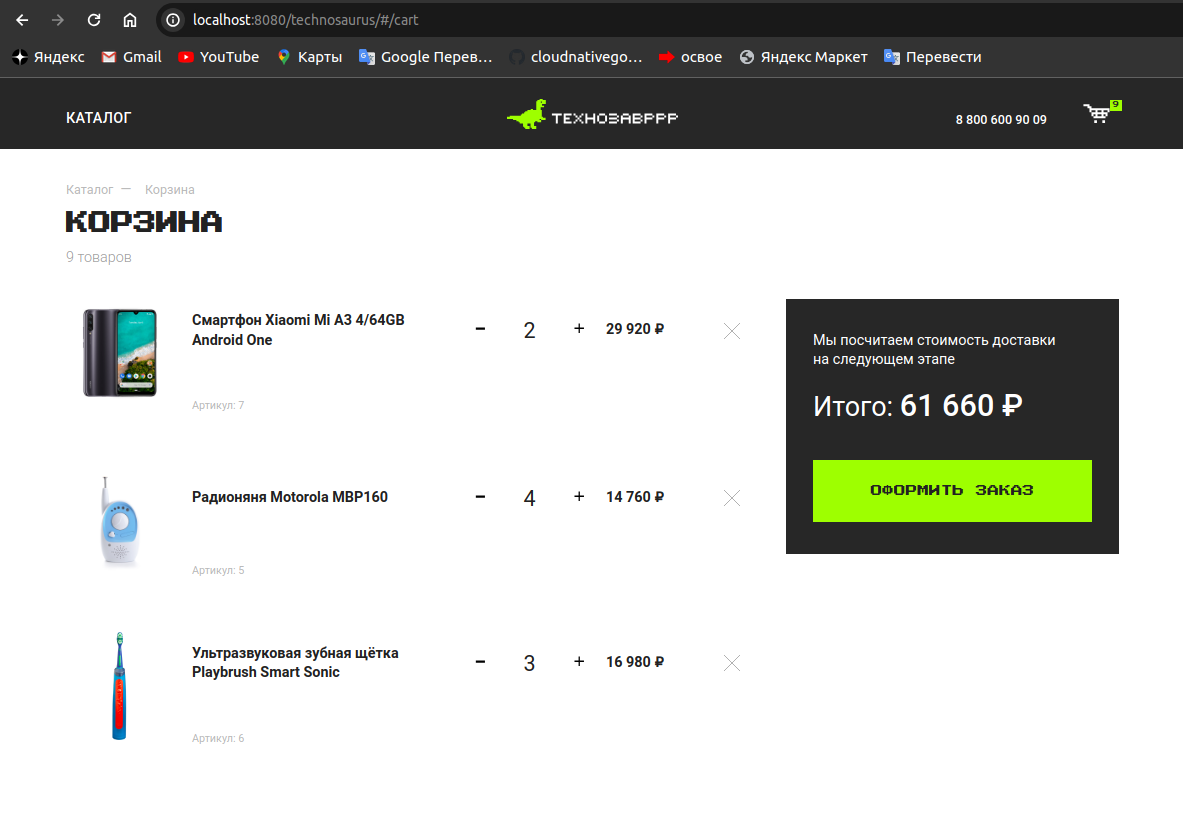 localhost:8080/technosaurus/#/cart
Яндекс Gmail YouTube Карты Google Перев... cloudnativego... освое Яндекс Маркет Перевести
КАТАЛОГ ТЕХНОЗАВРРР 8 800 600 90 09 9
Каталог — Корзина
КОРЗИНА
9 товаров
Смартфон Xiaomi Mi A3 4/64GB
Android One
- 2 + 29 920 ₽
Артикул: 7
Радионяня Motorola MBP160
- 4 + 14 760 ₽
Артикул: 5
Ультразвуковая зубная щётка
Playbrush Smart Sonic
- 3 + 16 980 ₽
Артикул: 6
Мы посчитаем стоимость доставки
на следующем этапе
Итого: 61 660 ₽
ОФОРМИТЬ ЗАКАЗ